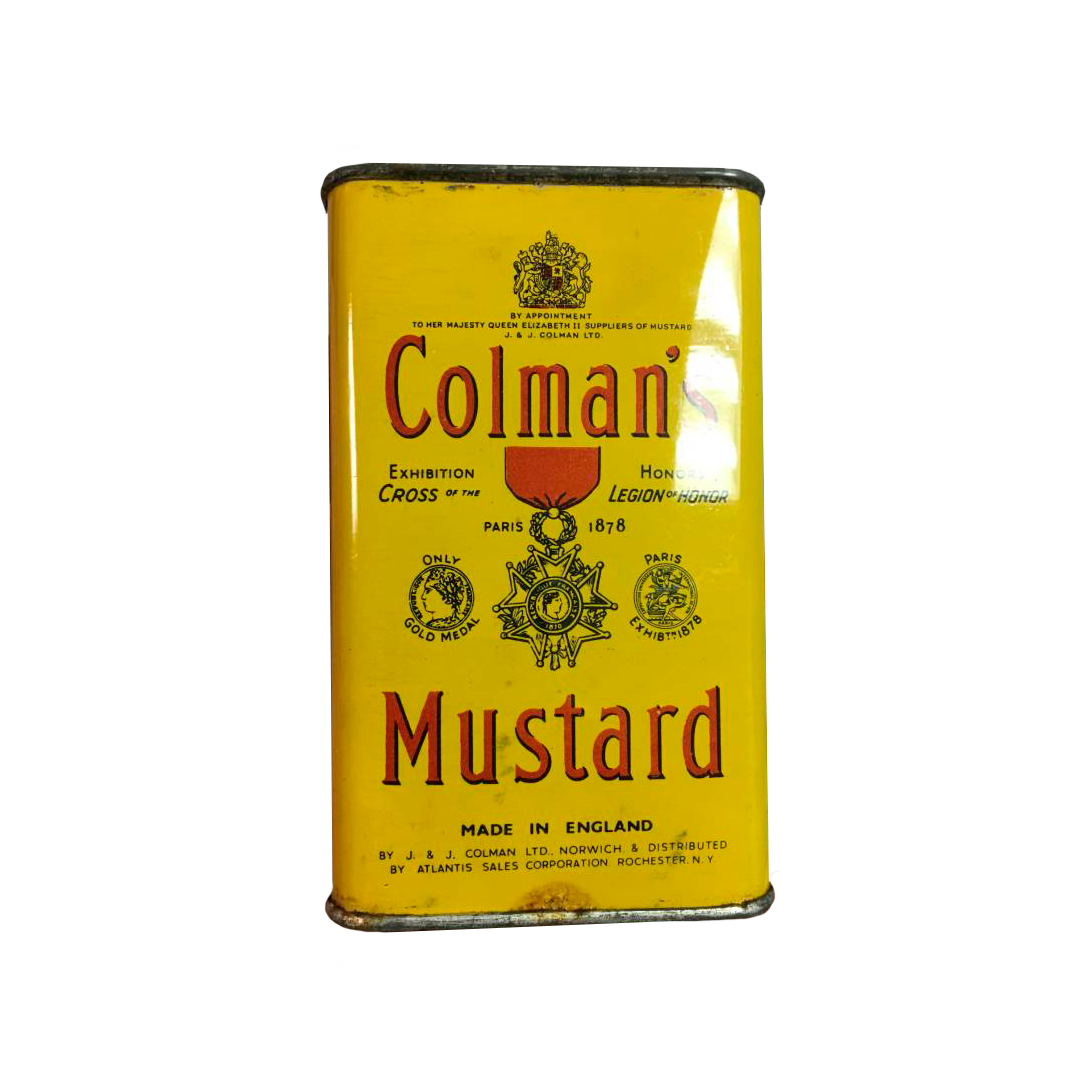 BY APPOINTMENT
TO HER MAJESTY QUEEN ELIZABETH II SUPPLIERS OF MUSTARD
J. & J. COLMAN LTD.
Colman's
EXHIBITION
CROSS OF THE
LEGION OF HONOR
PARIS 1878
ONLY
GOLD MEDAL
PARIS
EXHIBTN 1878
1870
Mustard
MADE IN ENGLAND
BY J. & J. COLMAN LTD., NORWICH & DISTRIBUTED
BY ATLANTIS SALES CORPORATION ROCHESTER. N.Y